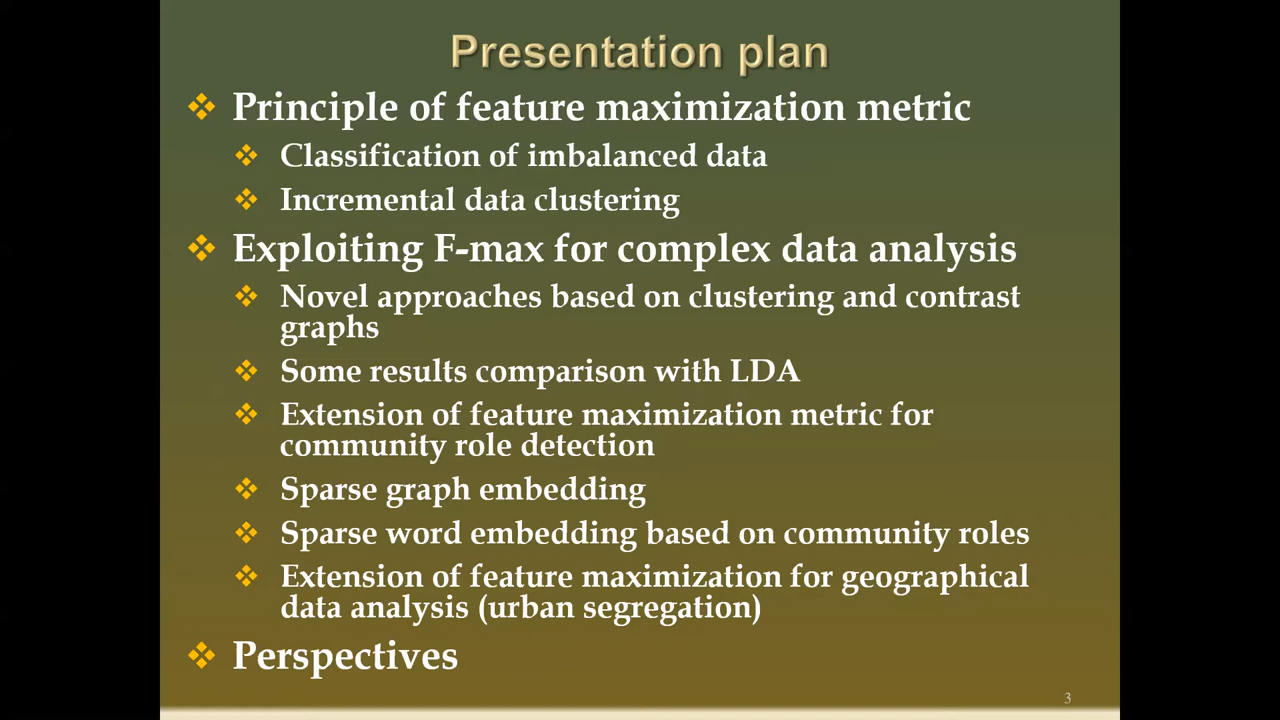 Presentation plan
Principle of feature maximization metric
Classification of imbalanced data
Incremental data clustering
Exploiting F-max for complex data analysis
Novel approaches based on clustering and contrast
graphs
Some results comparison with LDA
Extension of feature maximization metric for
community role detection
Sparse graph embedding
Sparse word embedding based on community roles
Extension of feature maximization for geographical
data analysis (urban segregation)
Perspectives
3